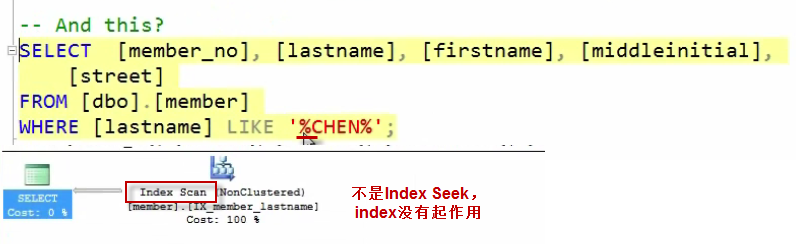 -- And this?
SELECT [member_no], [lastname], [firstname], [middleinitial],
[street]
FROM [dbo].[member]
WHERE [lastname] LIKE '%CHEN%';
SELECT
Cost: 0 %
Index Scan (NonClustered)
[member].[IX_member_lastname]
Cost: 100 %
不是Index Seek，
index没有起作用